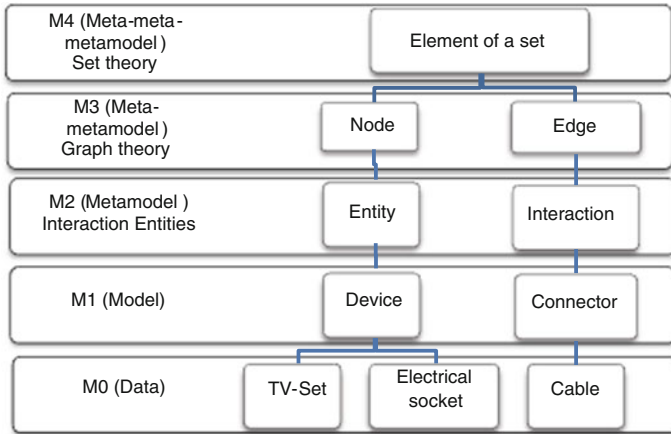 M4 (Meta-meta-
metamodel)
Set theory
Element of a set
M3 (Meta-
metamodel)
Graph theory
Node
Edge
M2 (Metamodel )
Interaction Entities
Entity
Interaction
M1 (Model)
Device
Connector
M0 (Data)
TV-Set
Electrical
socket
Cable